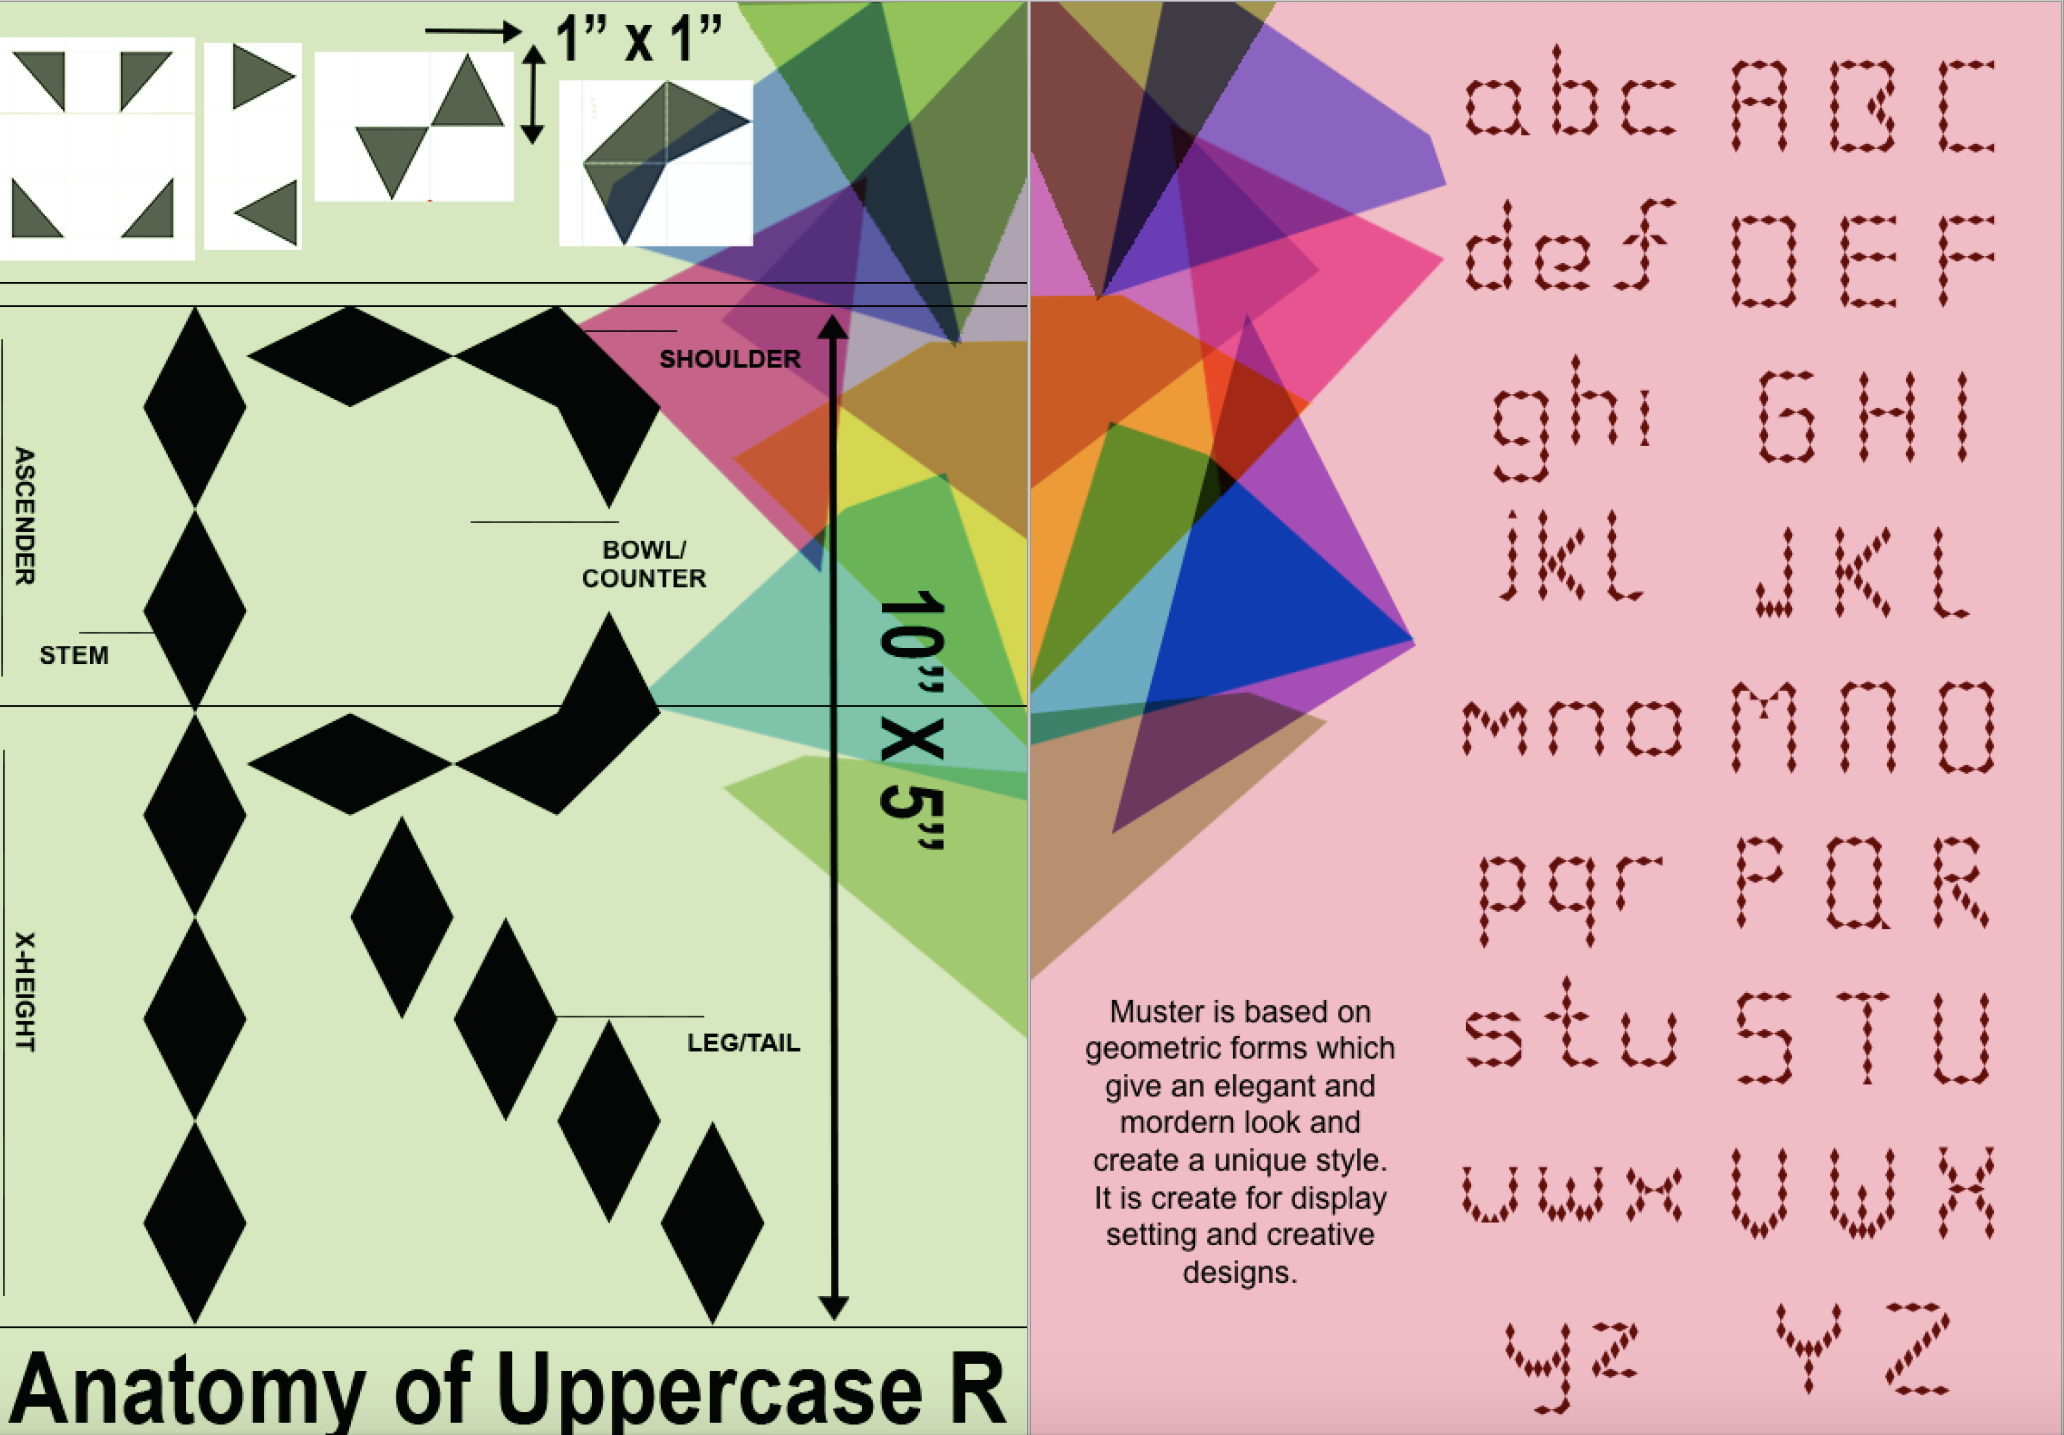 1” x 1”
SHOULDER
ASCENDER
BOWL/
COUNTER
STEM
10” X 5”
X-HEIGHT
LEG/TAIL
Anatomy of Uppercase R
abc ABC
def DEF
ghi GHI
jkl JKL
mno MNO
pqr PQR
stu STU
vwx VWX
yz YZ
Muster is based on
geometric forms which
give an elegant and
mordern look and
create a unique style.
It is create for display
setting and creative
designs.